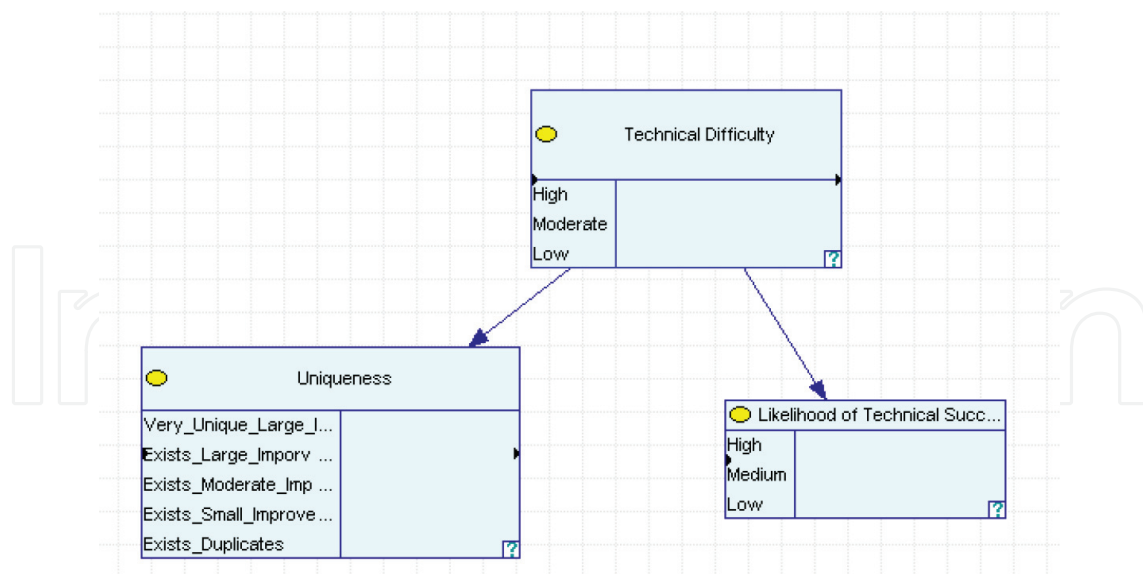 Technical Difficulty
High
Moderate
Low
?
Uniqueness
Very_Unique_Large_I...
Exists_Large_Imporv ...
Exists_Moderate_Imp ...
Exists_Small_Improve...
Exists_Duplicates
?
Likelihood of Technical Succ...
High
Medium
Low
?